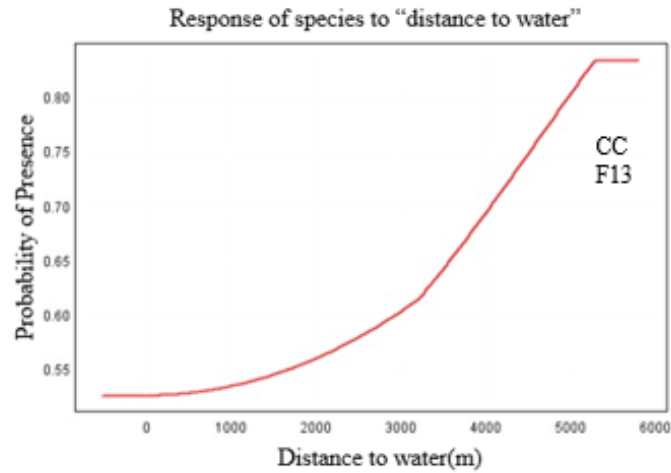 Response of species to “distance to water”
Probability of Presence
0.80
0.75
0.70
0.65
0.60
0.55
CC
F13
0 1000 2000 3000 4000 5000 6000
Distance to water(m)